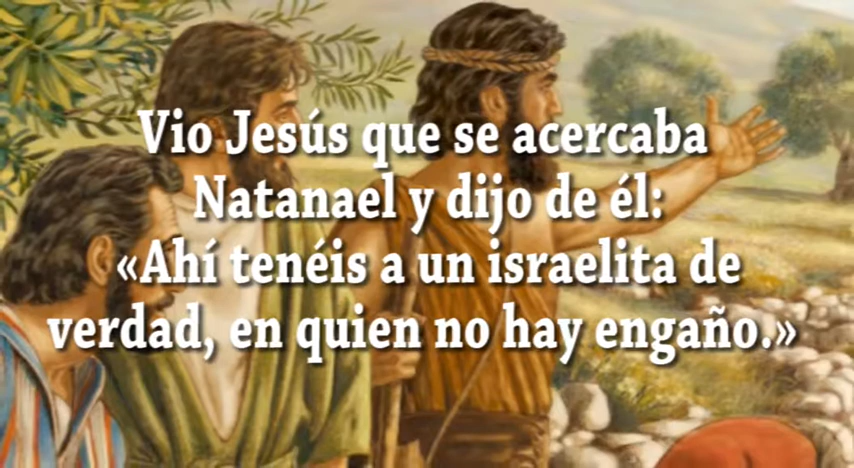 Vio Jesús que se acercaba
Natanael y dijo de él:
«Ahí tenéis a un israelita de
verdad, en quien no hay engaño.»